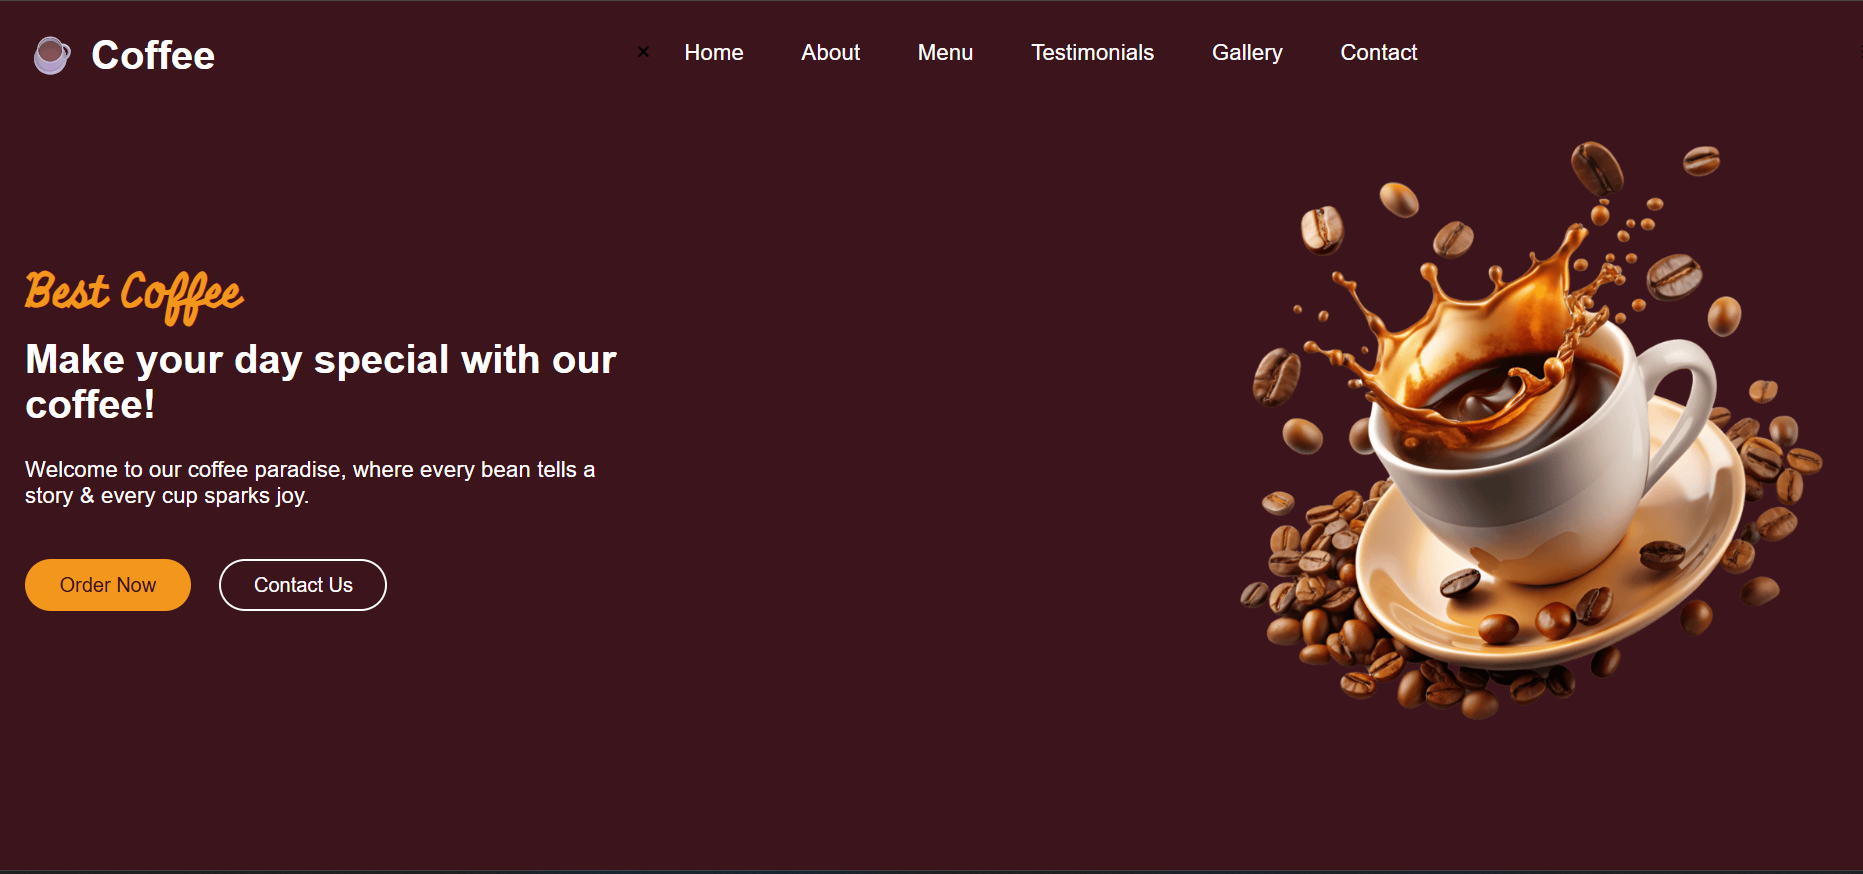 Coffee
× Home About Menu Testimonials Gallery Contact
Best Coffee
Make your day special with our
coffee!
Welcome to our coffee paradise, where every bean tells a
story & every cup sparks joy.
Order Now Contact Us